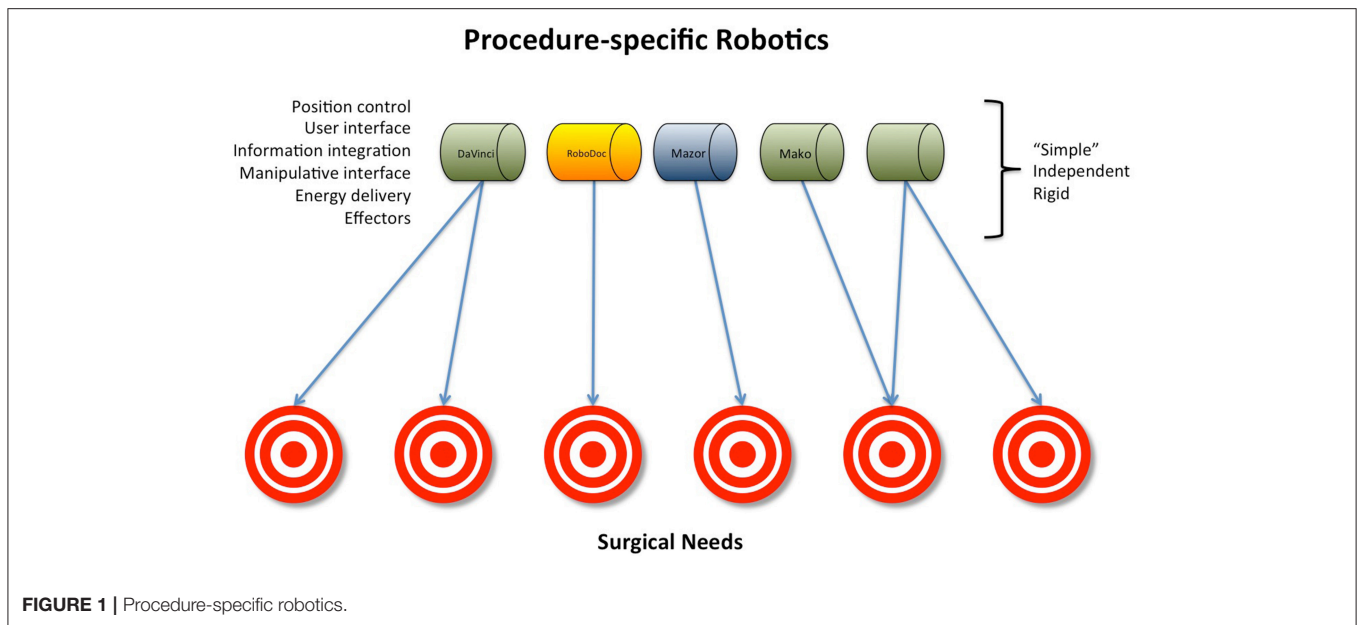 Procedure-specific Robotics
Position control
User interface
Information integration
Manipulative interface
Energy delivery
Effectors
DaVinci
RoboDoc
Mazor
Mako
“Simple”
Independent
Rigid
Surgical Needs
FIGURE 1 | Procedure-specific robotics.